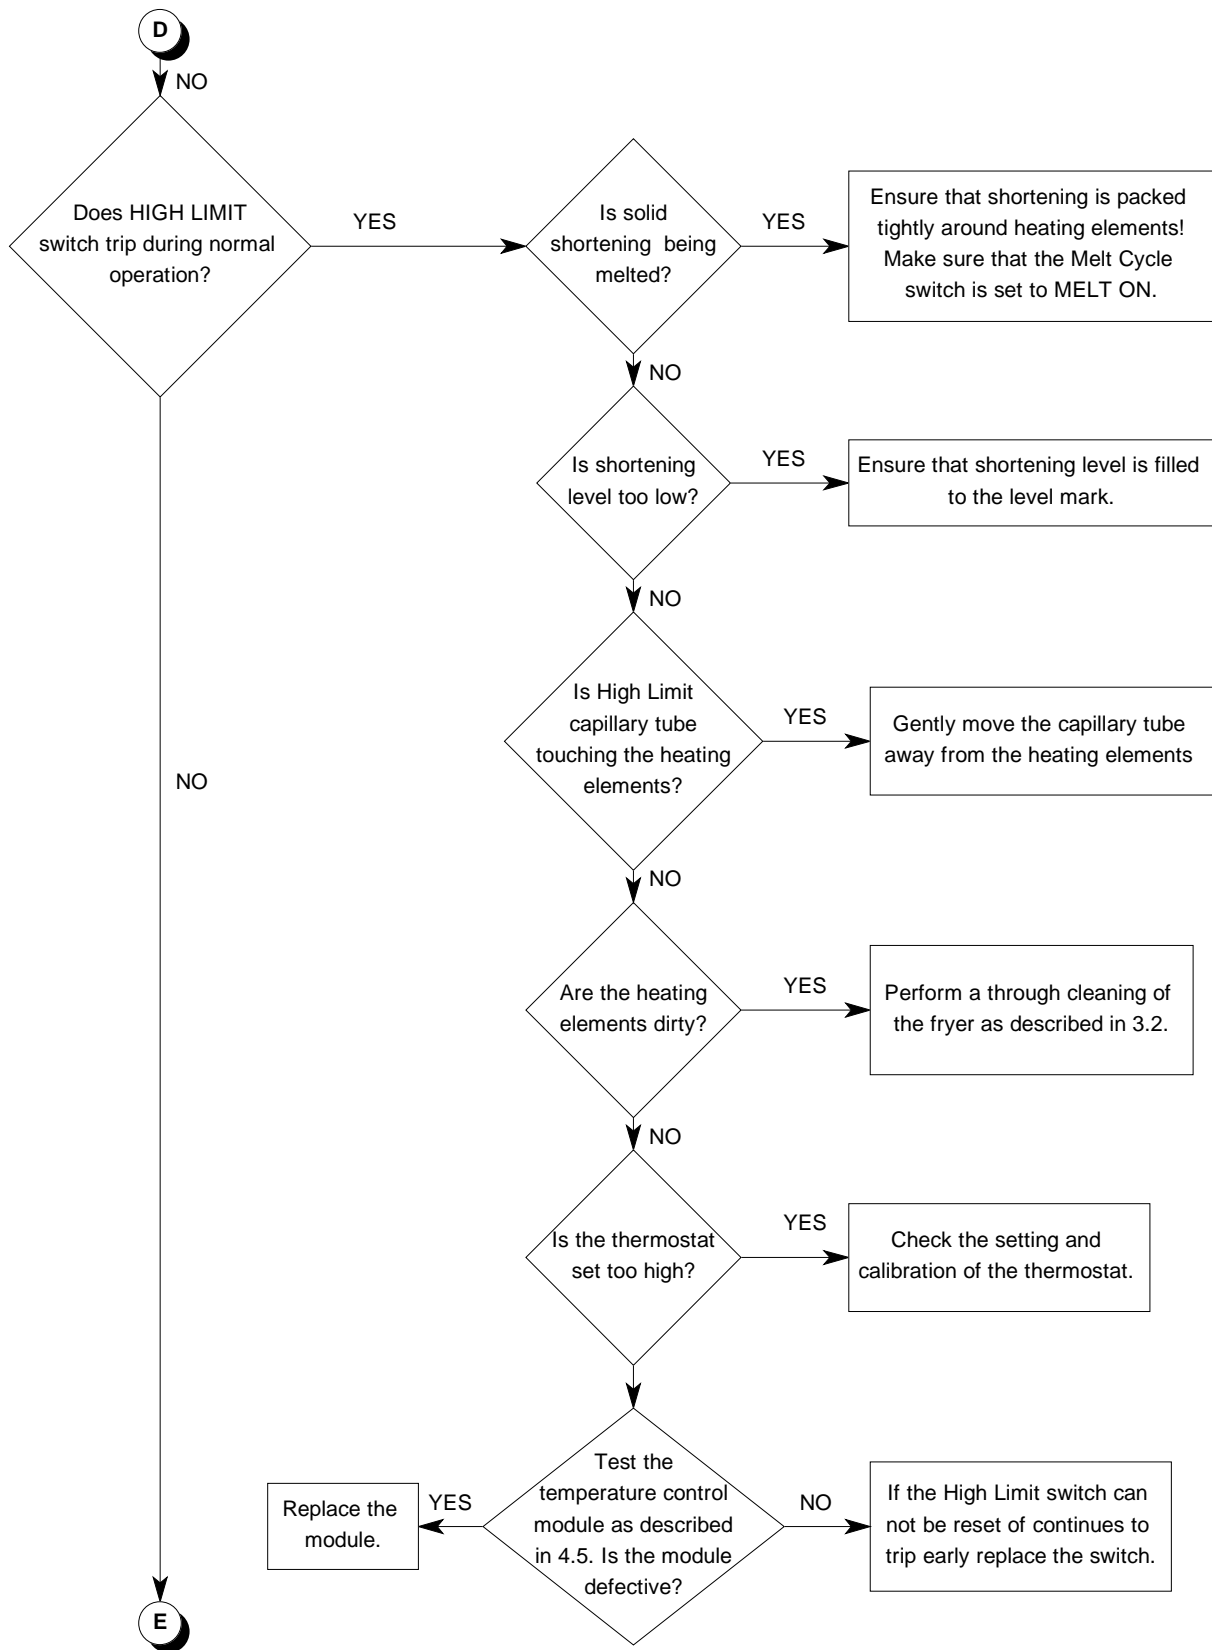 D
NO
Does HIGH LIMIT
switch trip during normal
operation?
YES
Is solid
shortening being
melted?
YES
Ensure that shortening is packed
tightly around heating elements!
Make sure that the Melt Cycle
switch is set to MELT ON.
NO
Is shortening
level too low?
YES
Ensure that shortening level is filled
to the level mark.
NO
Is High Limit
capillary tube
touching the heating
elements?
YES
Gently move the capillary tube
away from the heating elements
NO
NO
Are the heating
elements dirty?
YES
Perform a through cleaning of
the fryer as described in 3.2.
NO
Is the thermostat
set too high?
YES
Check the setting and
calibration of the thermostat.
Test the
temperature control
module as described
in 4.5. Is the module
defective?
YES
Replace the
module.
NO
If the High Limit switch can
not be reset of continues to
trip early replace the switch.
E